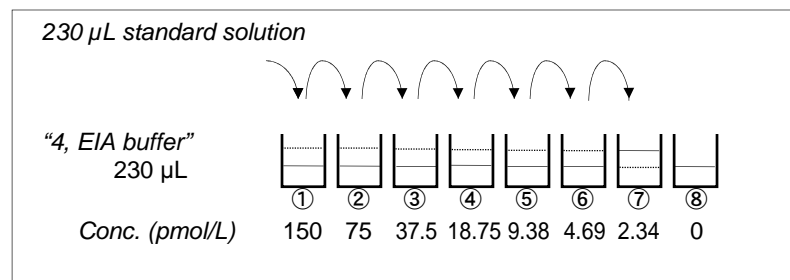 230 µL standard solution
“4, EIA buffer”
230 µL
① ② ③ ④ ⑤ ⑥ ⑦ ⑧
Conc. (pmol/L) 150 75 37.5 18.75 9.38 4.69 2.34 0